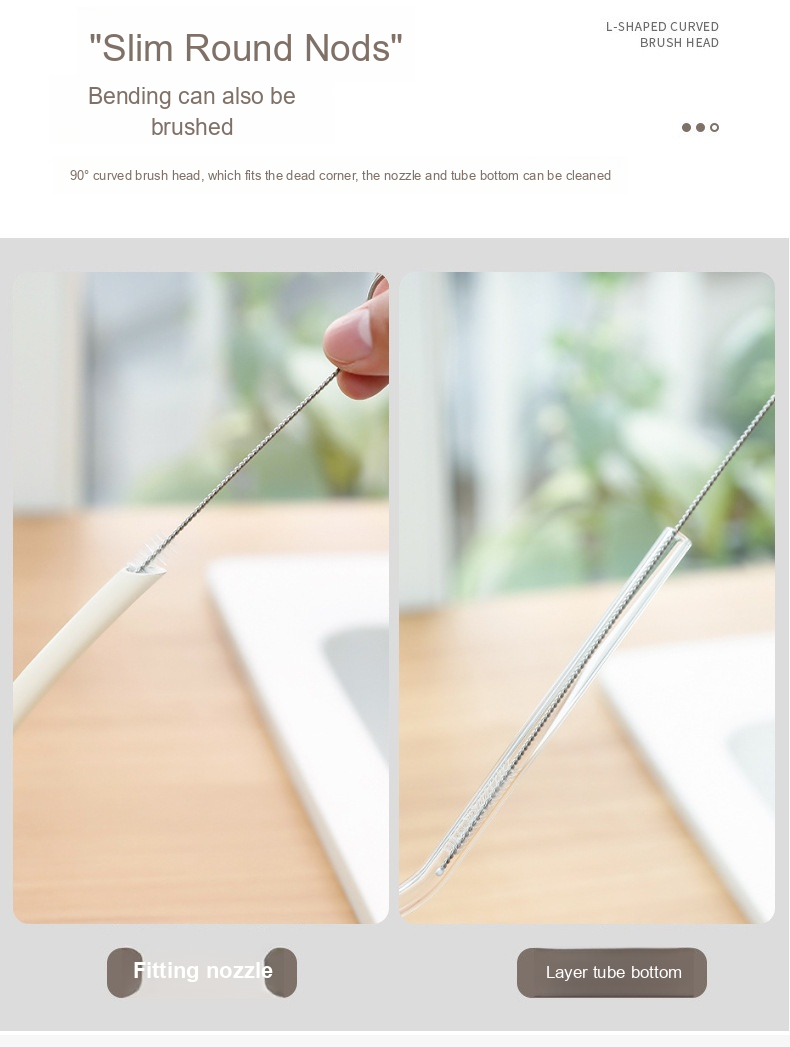 "Slim Round Nods"
L-SHAPED CURVED
BRUSH HEAD
Bending can also be
brushed
90° curved brush head, which fits the dead corner, the nozzle and tube bottom can be cleaned
Fitting nozzle
Layer tube bottom